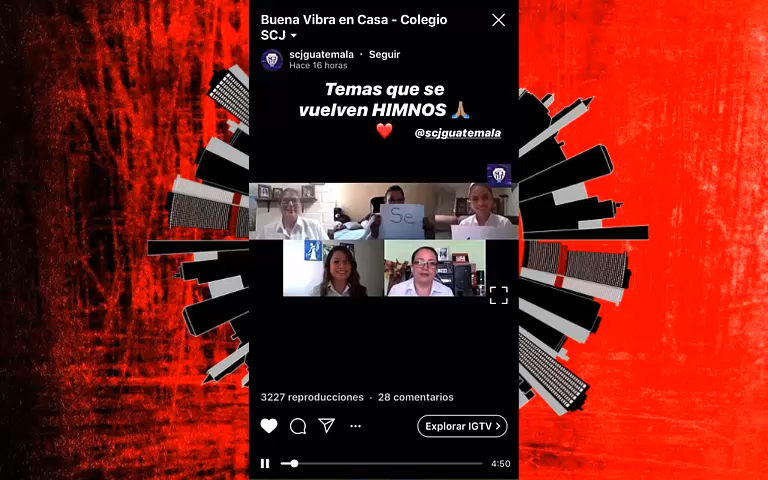 Buena Vibra en Casa - Colegio
SCJ
scjguatemala · Seguir
Hace 16 horas
Temas que se
vuelven HIMNOS 🙏🏽
❤️ @scjguatemala
Se
3227 reproducciones · 28 comentarios
Explorar IGTV >
4:50